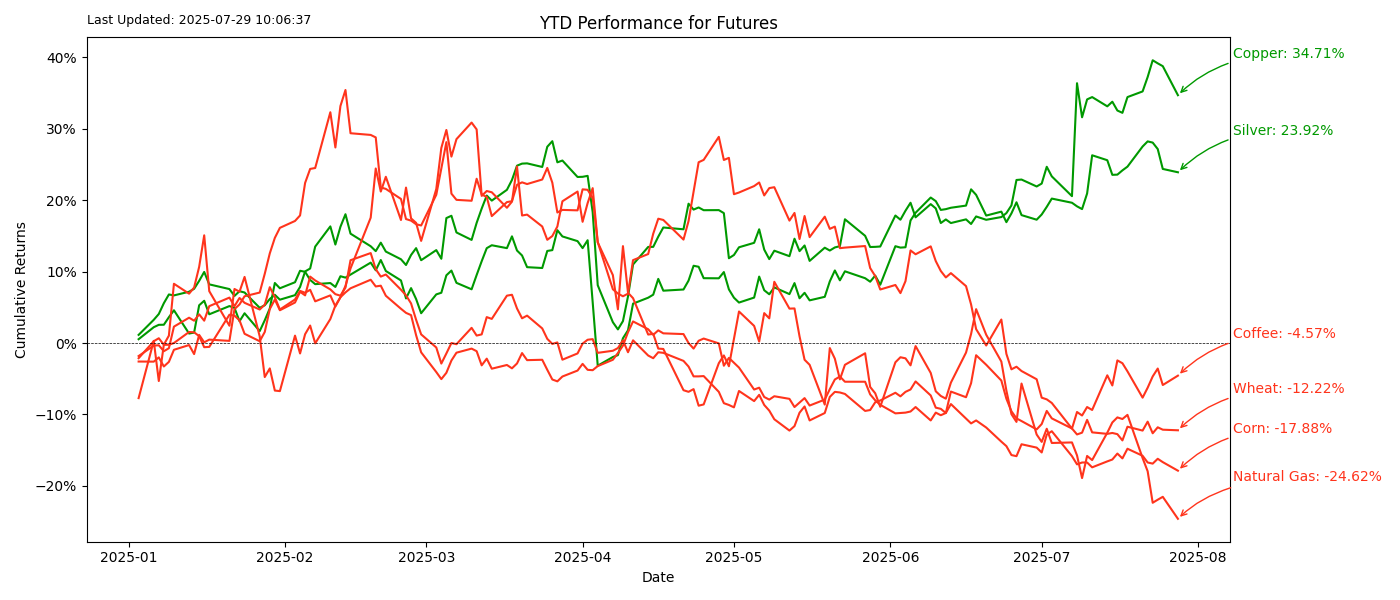 Last Updated: 2025-07-29 10:06:37
YTD Performance for Futures
Cumulative Returns
40%
30%
20%
10%
0%
−10%
−20%
Copper: 34.71%
Silver: 23.92%
Coffee: -4.57%
Wheat: -12.22%
Corn: -17.88%
Natural Gas: -24.62%
2025-01
2025-02
2025-03
2025-04
2025-05
2025-06
2025-07
2025-08
Date